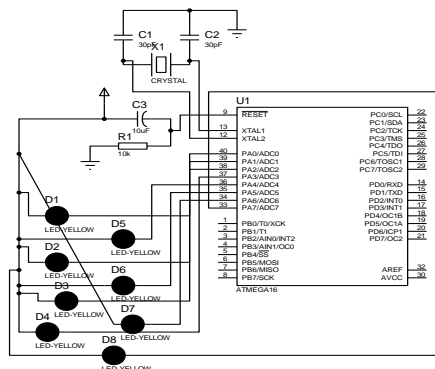 C1
30pF
C2
30pF
X1
CRYSTAL
C3
10uF
R1
10k
U1
9 RESET
13 XTAL1
12 XTAL2
40 PA0/ADC0
39 PA1/ADC1
38 PA2/ADC2
37 PA3/ADC3
36 PA4/ADC4
35 PA5/ADC5
34 PA6/ADC6
33 PA7/ADC7
1 PB0/T0/XCK
2 PB1/T1
3 PB2/AIN0/INT2
4 PB3/AIN1/OC0
5 PB4/SS
6 PB5/MOSI
7 PB6/MISO
8 PB7/SCK
PC0/SCL 22
PC1/SDA 23
PC2/TCK 24
PC3/TMS 25
PC4/TDO 26
PC5/TDI 27
PC6/TOSC1 28
PC7/TOSC2 29
PD0/RXD 14
PD1/TXD 15
PD2/INT0 16
PD3/INT1 17
PD4/OC1B 18
PD5/OC1A 19
PD6/ICP1 20
PD7/OC2 21
AREF 32
AVCC 30
ATMEGA16
D1
LED-YELLOW
D5
LED-YELLOW
D2
LED-YELLOW
D6
LED-YELLOW
D3
LED-YELLOW
D7
LED-YELLOW
D4
LED-YELLOW
D8
LED-YELLOW